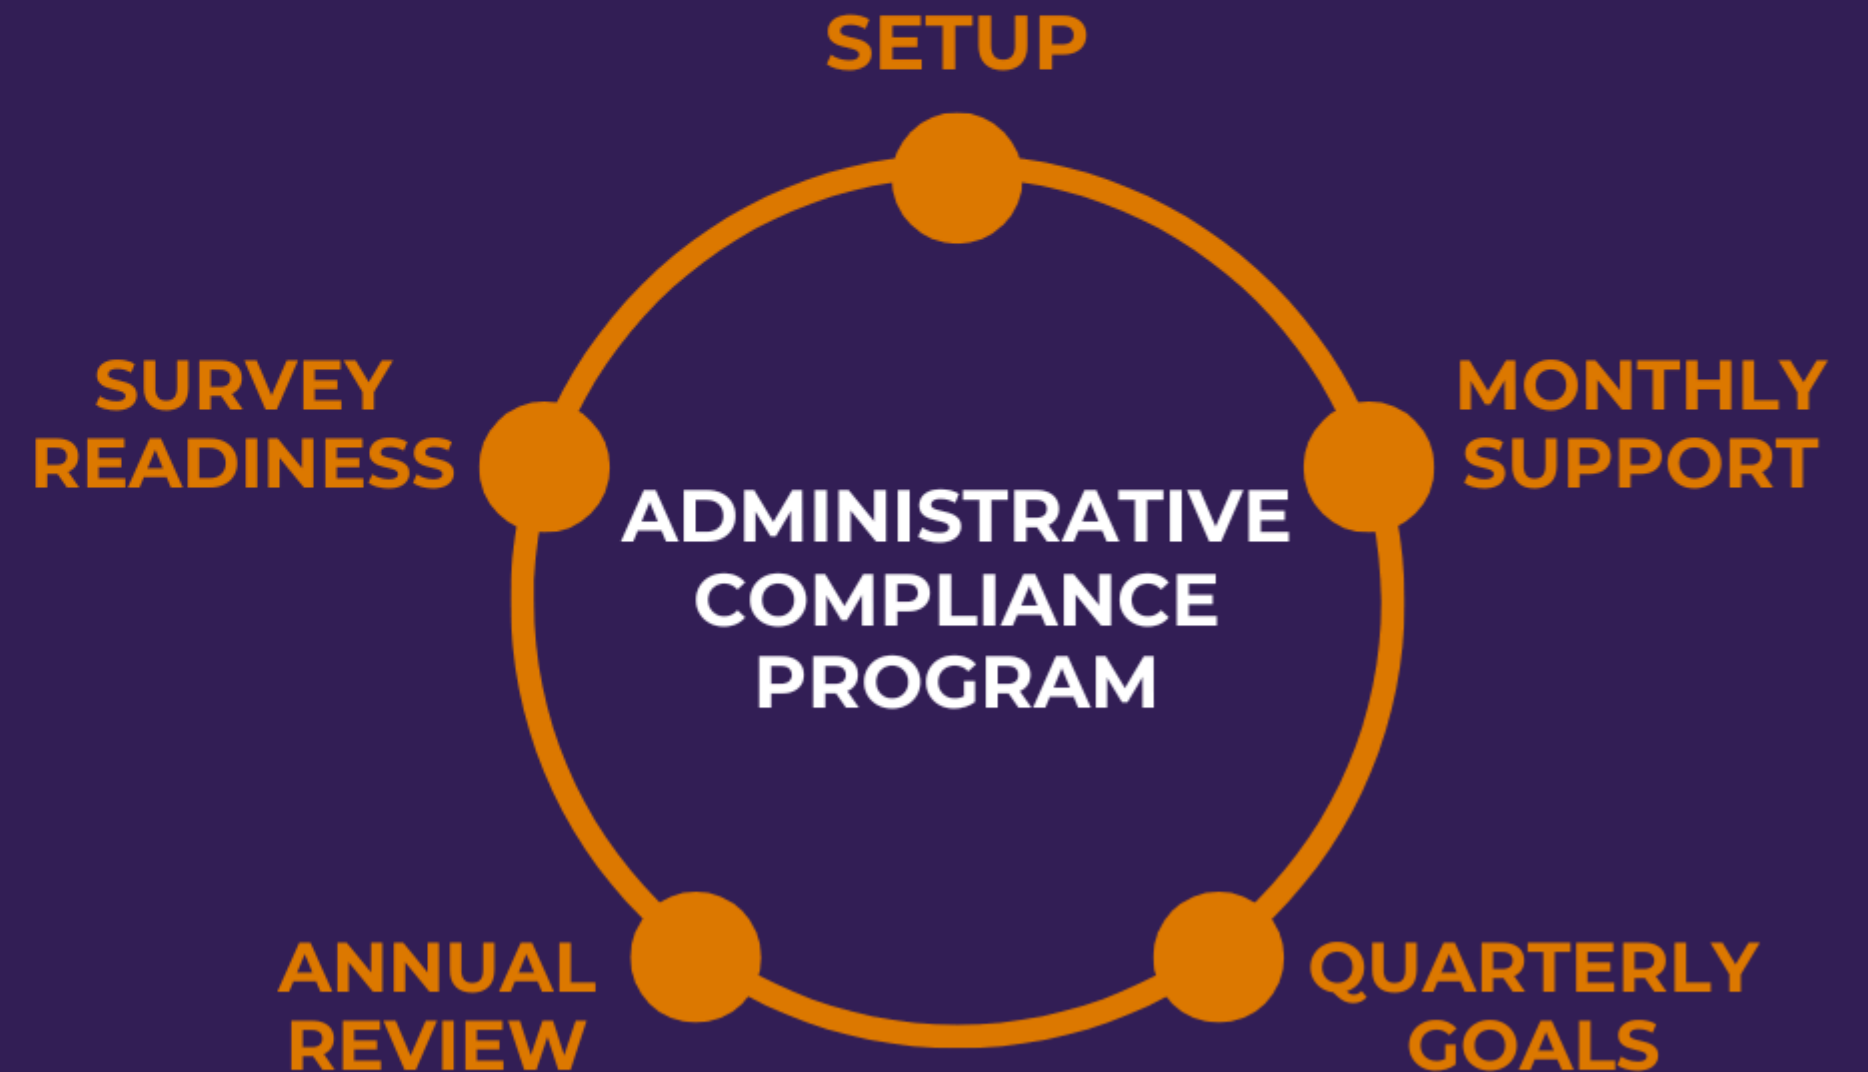 SETUP
MONTHLY
SUPPORT
QUARTERLY
GOALS
ANNUAL
REVIEW
SURVEY
READINESS
ADMINISTRATIVE
COMPLIANCE
PROGRAM